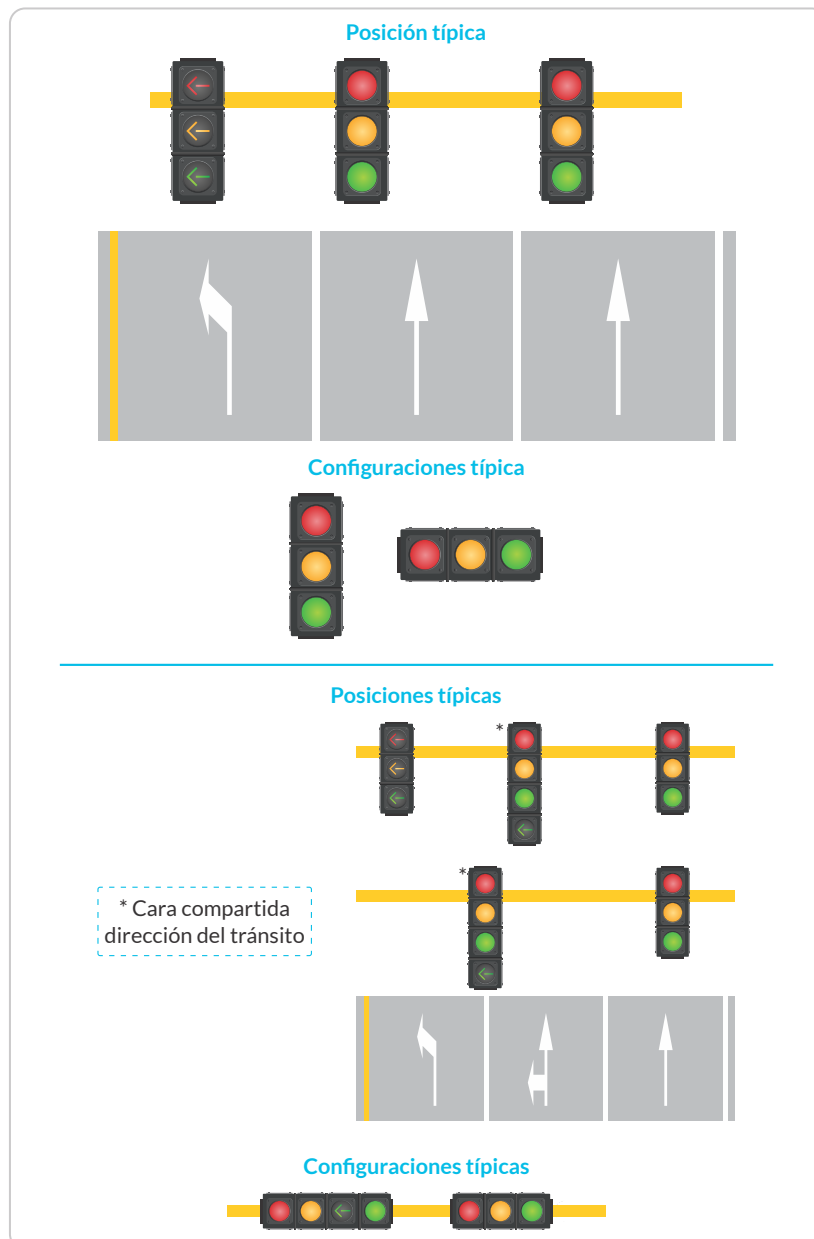 Posición típica
Configuraciones típica
Posiciones típicas
*
*
* Cara compartida
dirección del tránsito
Configuraciones típicas